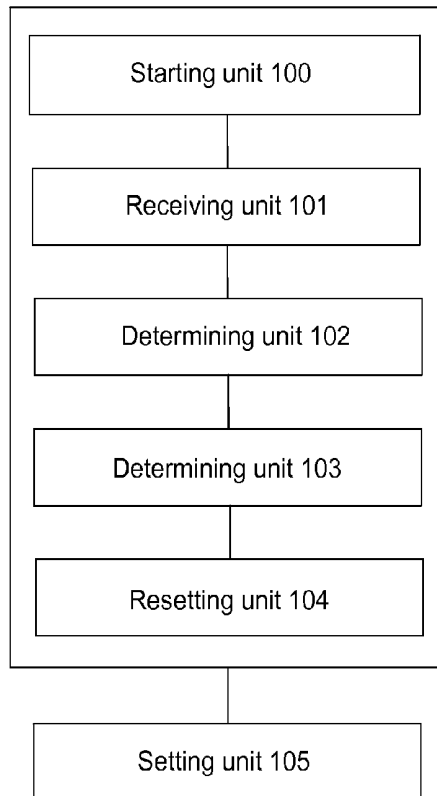 Starting unit 100
Receiving unit 101
Determining unit 102
Determining unit 103
Resetting unit 104
Setting unit 105